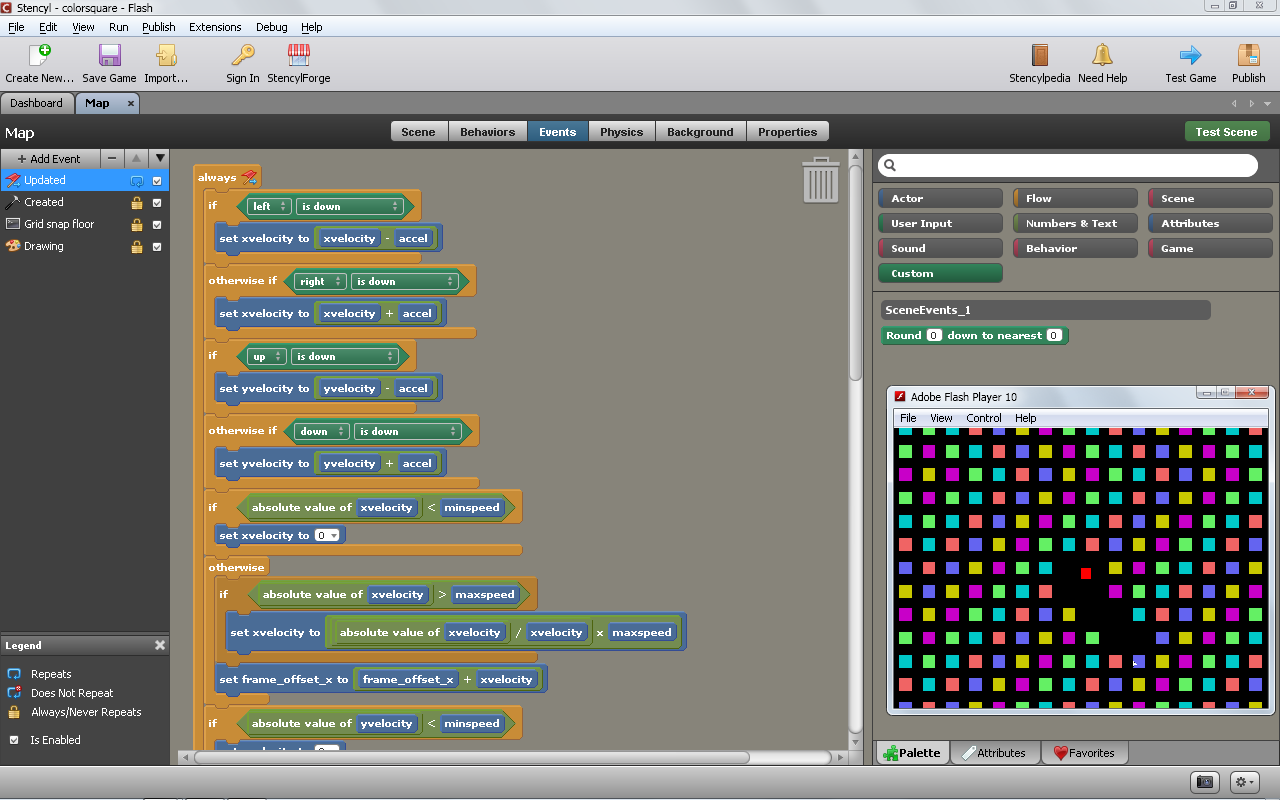 Stencyl - colorsquare - Flash
File Edit View Run Publish Extensions Debug Help
Create New... Save Game Import... Sign In StencylForge Stencylpedia Need Help Test Game Publish
Dashboard Map
Map Scene Behaviors Events Physics Background Properties Test Scene
+ Add Event
Updated
Created
Grid snap floor
Drawing
always
if left is down
set xvelocity to xvelocity - accel
otherwise if right is down
set xvelocity to xvelocity + accel
if up is down
set yvelocity to yvelocity - accel
otherwise if down is down
set yvelocity to yvelocity + accel
if absolute value of xvelocity < minspeed
set xvelocity to 0
otherwise
if absolute value of xvelocity > maxspeed
set xvelocity to absolute value of xvelocity / xvelocity x maxspeed
set frame_offset_x to frame_offset_x + xvelocity
if absolute value of yvelocity < minspeed
Actor Flow Scene
User Input Numbers & Text Attributes
Sound Behavior Game
Custom
SceneEvents_1
Round 0 down to nearest 0
Adobe Flash Player 10
File View Control Help
Legend
Repeats
Does Not Repeat
Always/Never Repeats
Is Enabled
Palette Attributes Favorites